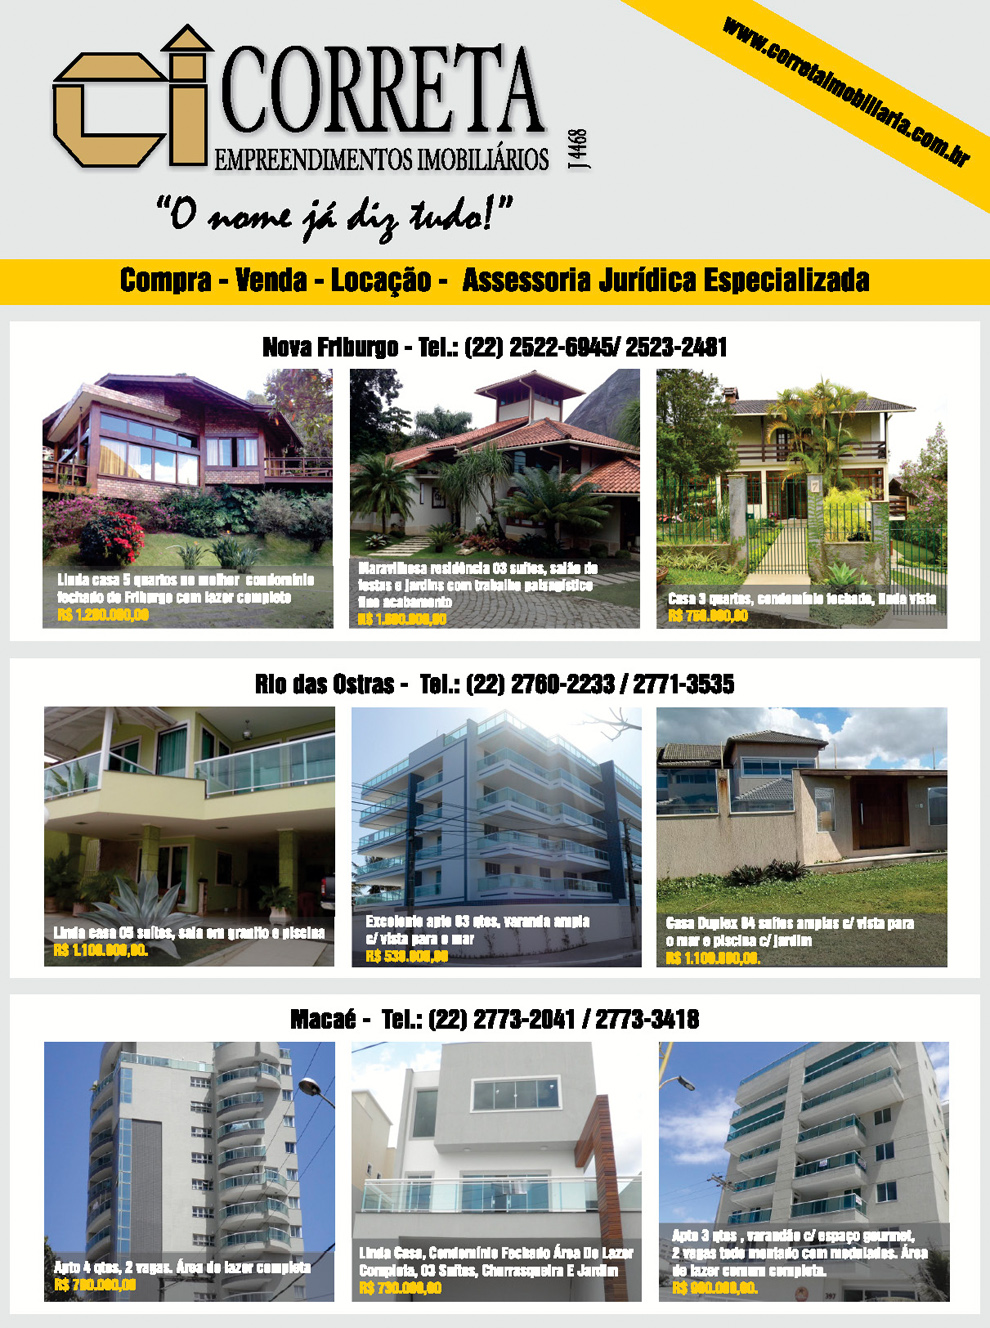 www.corretaimobiliaria.com.br
CI CORRETA
EMPREENDIMENTOS IMOBILIÁRIOS
J 4468
"O nome já diz tudo!"
Compra - Venda - Locação - Assessoria Jurídica Especializada
Nova Friburgo - Tel.: (22) 2522-6945/ 2523-2481
Linda casa 5 quartos no melhor condomínio
fechado de Friburgo com lazer completo
R$ 1.200.000,00
Maravilhosa residência 03 suítes, salão de
festas e jardins com trabalho paisagístico
fino acabamento
R$ 1.000.000,00
Casa 3 quartos, condomínio fechado, linda vista
R$ 750.000,00
Rio das Ostras - Tel.: (22) 2760-2233 / 2771-3535
Linda casa 05 suítes, sala em granito e piscina
R$ 1.100.000,00.
Excelente apto 03 qtos, varanda ampla
c/ vista para o mar
R$ 530.000,00
Casa Duplex 04 suítes amplas c/ vista para
o mar e piscina c/ jardim
R$ 1.100.000,00.
Macaé - Tel.: (22) 2773-2041 / 2773-3418
Apto 4 qtos, 2 vagas. Área de lazer completa
R$ 700.000,00
Linda Casa, Condomínio Fechado Área De Lazer
Completa, 03 Suítes, Churrasqueira E Jardim
R$ 730.000,00
Apto 3 qtos , varandão c/ espaço gourmet,
2 vagas todo montado com modulados. Área
de lazer comum completa.
R$ 900.000,00.